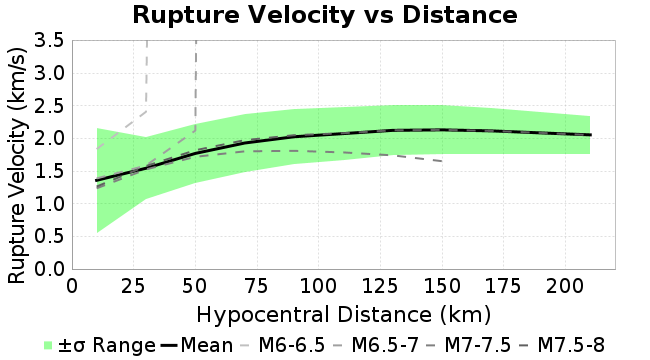 Rupture Velocity vs Distance
Rupture Velocity (km/s)
3.5
3.0
2.5
2.0
1.5
1.0
0.5
0.0
0 25 50 75 100 125 150 175 200
Hypocentral Distance (km)
±σ Range Mean M6-6.5 M6.5-7 M7-7.5 M7.5-8